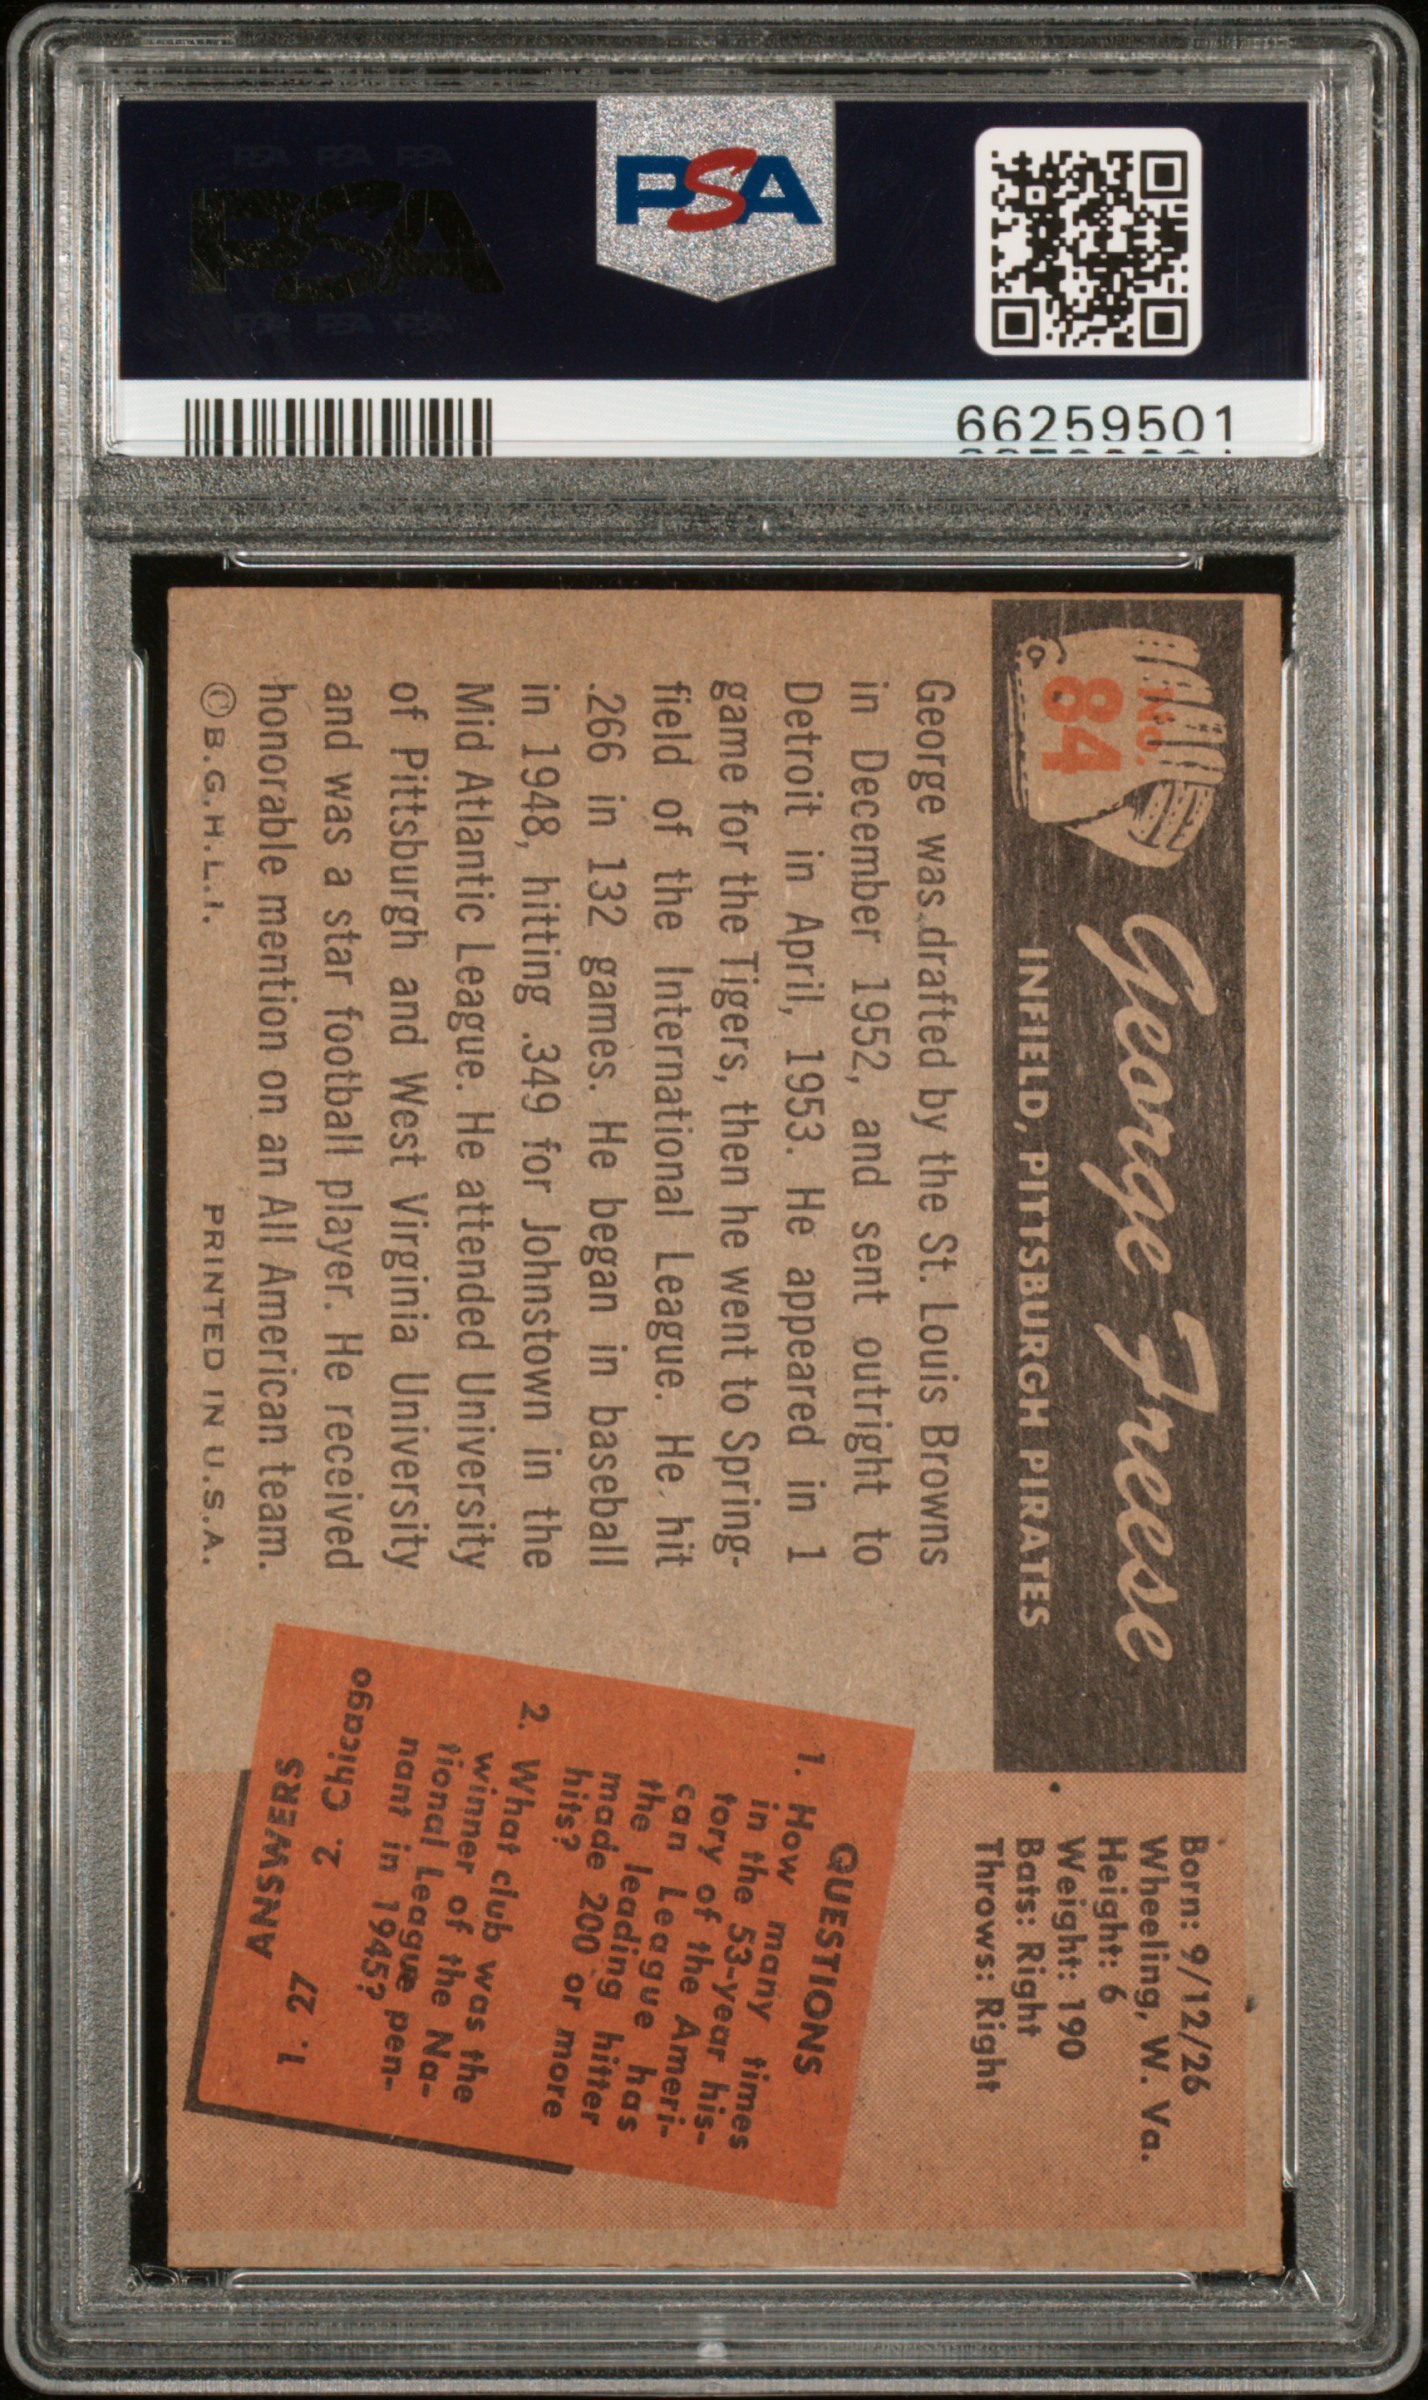 PSA PSA PSA
PSA
PSA PSA PSA
PSA
66259501
No.
84
George Freese
INFIELD, PITTSBURGH PIRATES
Born: 9/12/26
Wheeling, W. Va.
Height: 6
Weight: 190
Bats: Right
Throws: Right
George was drafted by the St. Louis Browns
in December 1952, and sent outright to
Detroit in April, 1953. He appeared in 1
game for the Tigers, then he went to Spring-
field of the International League. He hit
.266 in 132 games. He began in baseball
in 1948, hitting .349 for Johnstown in the
Mid Atlantic League. He attended University
of Pittsburgh and West Virginia University
and was a star football player. He received
honorable mention on an All American team.
©B.G.H.L.I. PRINTED IN U.S.A.
QUESTIONS
1. How many times
in the 53-year his-
tory of the Ameri-
can League has
the leading hitter
made 200 or more
hits?
2. What club was the
winner of the Na-
tional League pen-
nant in 1945?
ANSWERS
1. 27
2. Chicago